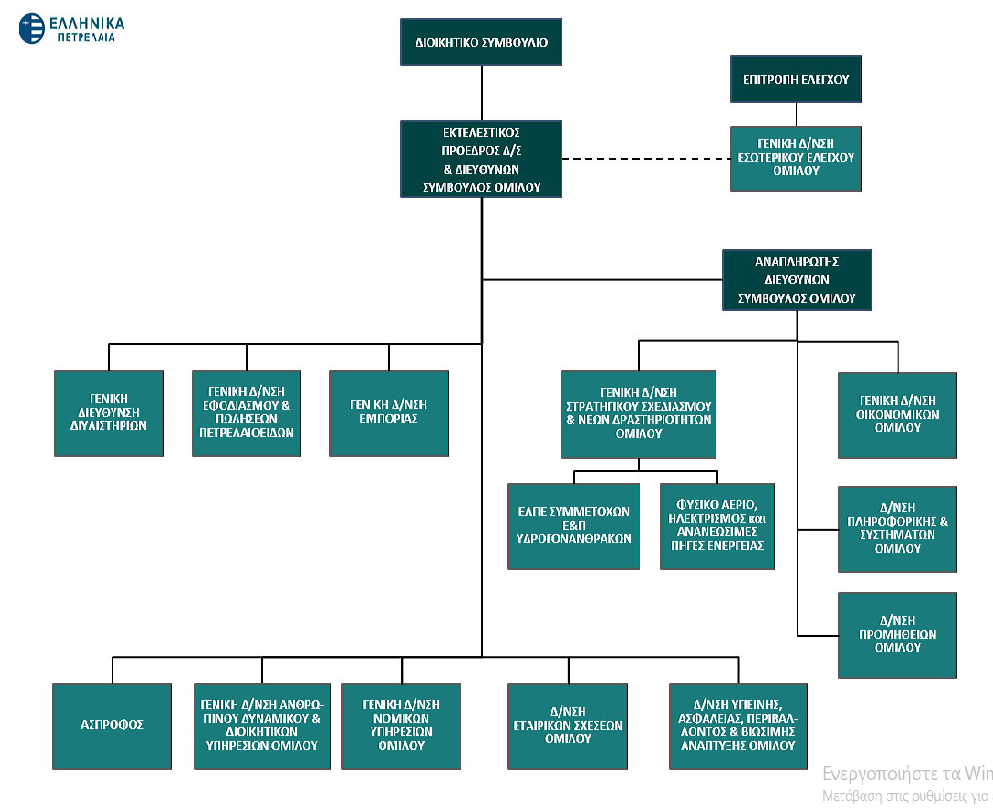 ΕΛΛΗΝΙΚΑ
ΠΕΤΡΕΛΑΙΑ
ΔΙΟΙΚΗΤΙΚΟ ΣΥΜΒΟΥΛΙΟ
ΕΠΙΤΡΟΠΗ ΕΛΕΓΧΟΥ
ΕΚΤΕΛΕΣΤΙΚΟΣ
ΠΡΟΕΔΡΟΣ Δ/Σ
& ΔΙΕΥΘΥΝΩΝ
ΣΥΜΒΟΥΛΟΣ ΟΜΙΛΟΥ
ΓΕΝΙΚΗ Δ/ΝΣΗ
ΕΣΩΤΕΡΙΚΟΥ ΕΛΕΓΧΟΥ
ΟΜΙΛΟΥ
ΑΝΑΠΛΗΡΩΤΗΣ
ΔΙΕΥΘΥΝΩΝ
ΣΥΜΒΟΥΛΟΣ ΟΜΙΛΟΥ
ΓΕΝΙΚΗ
ΔΙΕΥΘΥΝΣΗ
ΔΙΥΛΙΣΤΗΡΙΩΝ
ΓΕΝΙΚΗ Δ/ΝΣΗ
ΕΦΟΔΙΑΣΜΟΥ &
ΠΩΛΗΣΕΩΝ
ΠΕΤΡΕΛΑΙΟΕΙΔΩΝ
ΓΕΝΙΚΗ Δ/ΝΣΗ
ΕΜΠΟΡΙΑΣ
ΓΕΝΙΚΗ Δ/ΝΣΗ
ΣΤΡΑΤΗΓΙΚΟΥ ΣΧΕΔΙΑΣΜΟΥ
& ΝΕΩΝ ΔΡΑΣΤΗΡΙΟΤΗΤΩΝ
ΟΜΙΛΟΥ
ΓΕΝΙΚΗ Δ/ΝΣΗ
ΟΙΚΟΝΟΜΙΚΩΝ
ΟΜΙΛΟΥ
ΕΛΠΕ ΣΥΜΜΕΤΟΧΩΝ
Ε&Π
ΥΔΡΟΓΟΝΑΝΘΡΑΚΩΝ
ΦΥΣΙΚΟ ΑΕΡΙΟ,
ΗΛΕΚΤΡΙΣΜΟΣ και
ΑΝΑΝΕΩΣΙΜΕΣ
ΠΗΓΕΣ ΕΝΕΡΓΕΙΑΣ
Δ/ΝΣΗ
ΠΛΗΡΟΦΟΡΙΚΗΣ &
ΣΥΣΤΗΜΑΤΩΝ
ΟΜΙΛΟΥ
Δ/ΝΣΗ
ΠΡΟΜΗΘΕΙΩΝ
ΟΜΙΛΟΥ
ΑΣΠΡΟΦΟΣ
ΓΕΝΙΚΗ Δ/ΝΣΗ ΑΝΘΡΩ-
ΠΙΝΟΥ ΔΥΝΑΜΙΚΟΥ &
ΔΙΟΙΚΗΤΙΚΩΝ
ΥΠΗΡΕΣΙΩΝ ΟΜΙΛΟΥ
ΓΕΝΙΚΗ Δ/ΝΣΗ
ΝΟΜΙΚΩΝ
ΥΠΗΡΕΣΙΩΝ
ΟΜΙΛΟΥ
Δ/ΝΣΗ
ΕΤΑΙΡΙΚΩΝ ΣΧΕΣΕΩΝ
ΟΜΙΛΟΥ
Δ/ΝΣΗ ΥΓΙΕΙΝΗΣ,
ΑΣΦΑΛΕΙΑΣ, ΠΕΡΙΒΑΛ-
ΛΟΝΤΟΣ & ΒΙΩΣΙΜΗΣ
ΑΝΑΠΤΥΞΗΣ ΟΜΙΛΟΥ
Ενεργοποιήστε τα Win
Μετάβαση στις ρυθμίσεις για